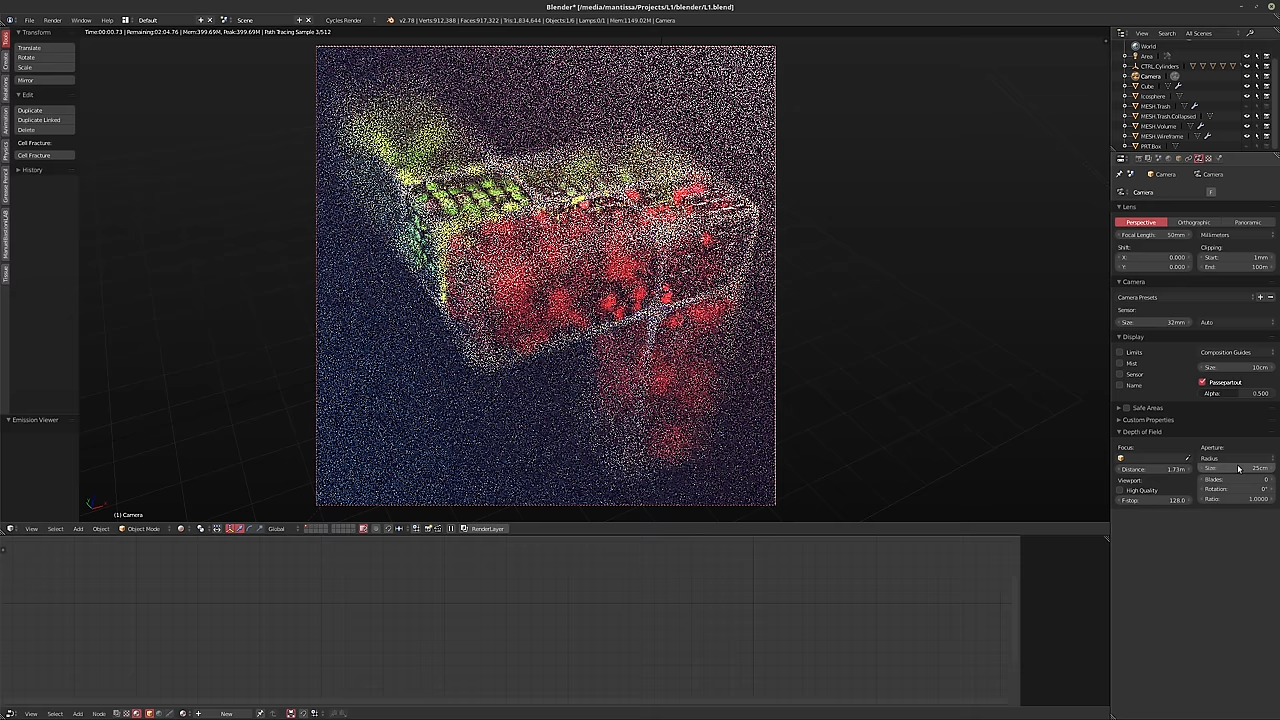 Blender* [/media/mantissa/Projects/L1/blender/L1.blend]
File Render Window Help Default Scene Cycles Render v2.78 | Verts:912,388 | Faces:917,322 | Tris:1,834,644 | Objects:1/6 | Lamps:0/1 | Mem:1149.02M | Camera
Time:00:00.73 | Remaining:02:04.76 | Mem:399.69M, Peak:399.69M | Path Tracing Sample 3/512
Transform
Translate
Rotate
Scale
Mirror
Edit
Duplicate
Duplicate Linked
Delete
Cell Fracture:
Cell Fracture
History
Emission Viewer
Tools
Create
Relations
Animation
Physics
Grease Pencil
Tissue
(1) Camera
View Select Add Object Object Mode Global RenderLayer
View Select Add Node New
View Search All Scenes
World
Area
CTRL.Cylinders
Camera
Cube
Icosphere
MESH.Trash
MESH.Trash.Collapsed
MESH.Volume
MESH.Wireframe
PRT.Box
Camera Camera
Camera F
Lens
Perspective Orthographic Panoramic
Focal Length: 50mm Millimeters
Shift: Clipping:
X: 0.000 Start: 1mm
Y: 0.000 End: 100m
Camera
Camera Presets
Sensor:
Size: 32mm Auto
Display
Limits Composition Guides
Mist Size: 10cm
Sensor Passepartout
Name Alpha: 0.500
Safe Areas
Custom Properties
Depth of Field
Focus: Aperture:
Radius
Distance: 1.73m Size: 25cm
Viewport: Blades: 0
High Quality Rotation: 0°
F-stop: 128.0 Ratio: 1.0000